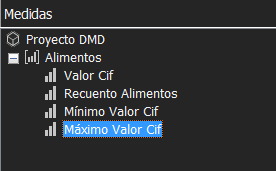 Medidas
Proyecto DMD
Alimentos
Valor Cif
Recuento Alimentos
Mínimo Valor Cif
Máximo Valor Cif